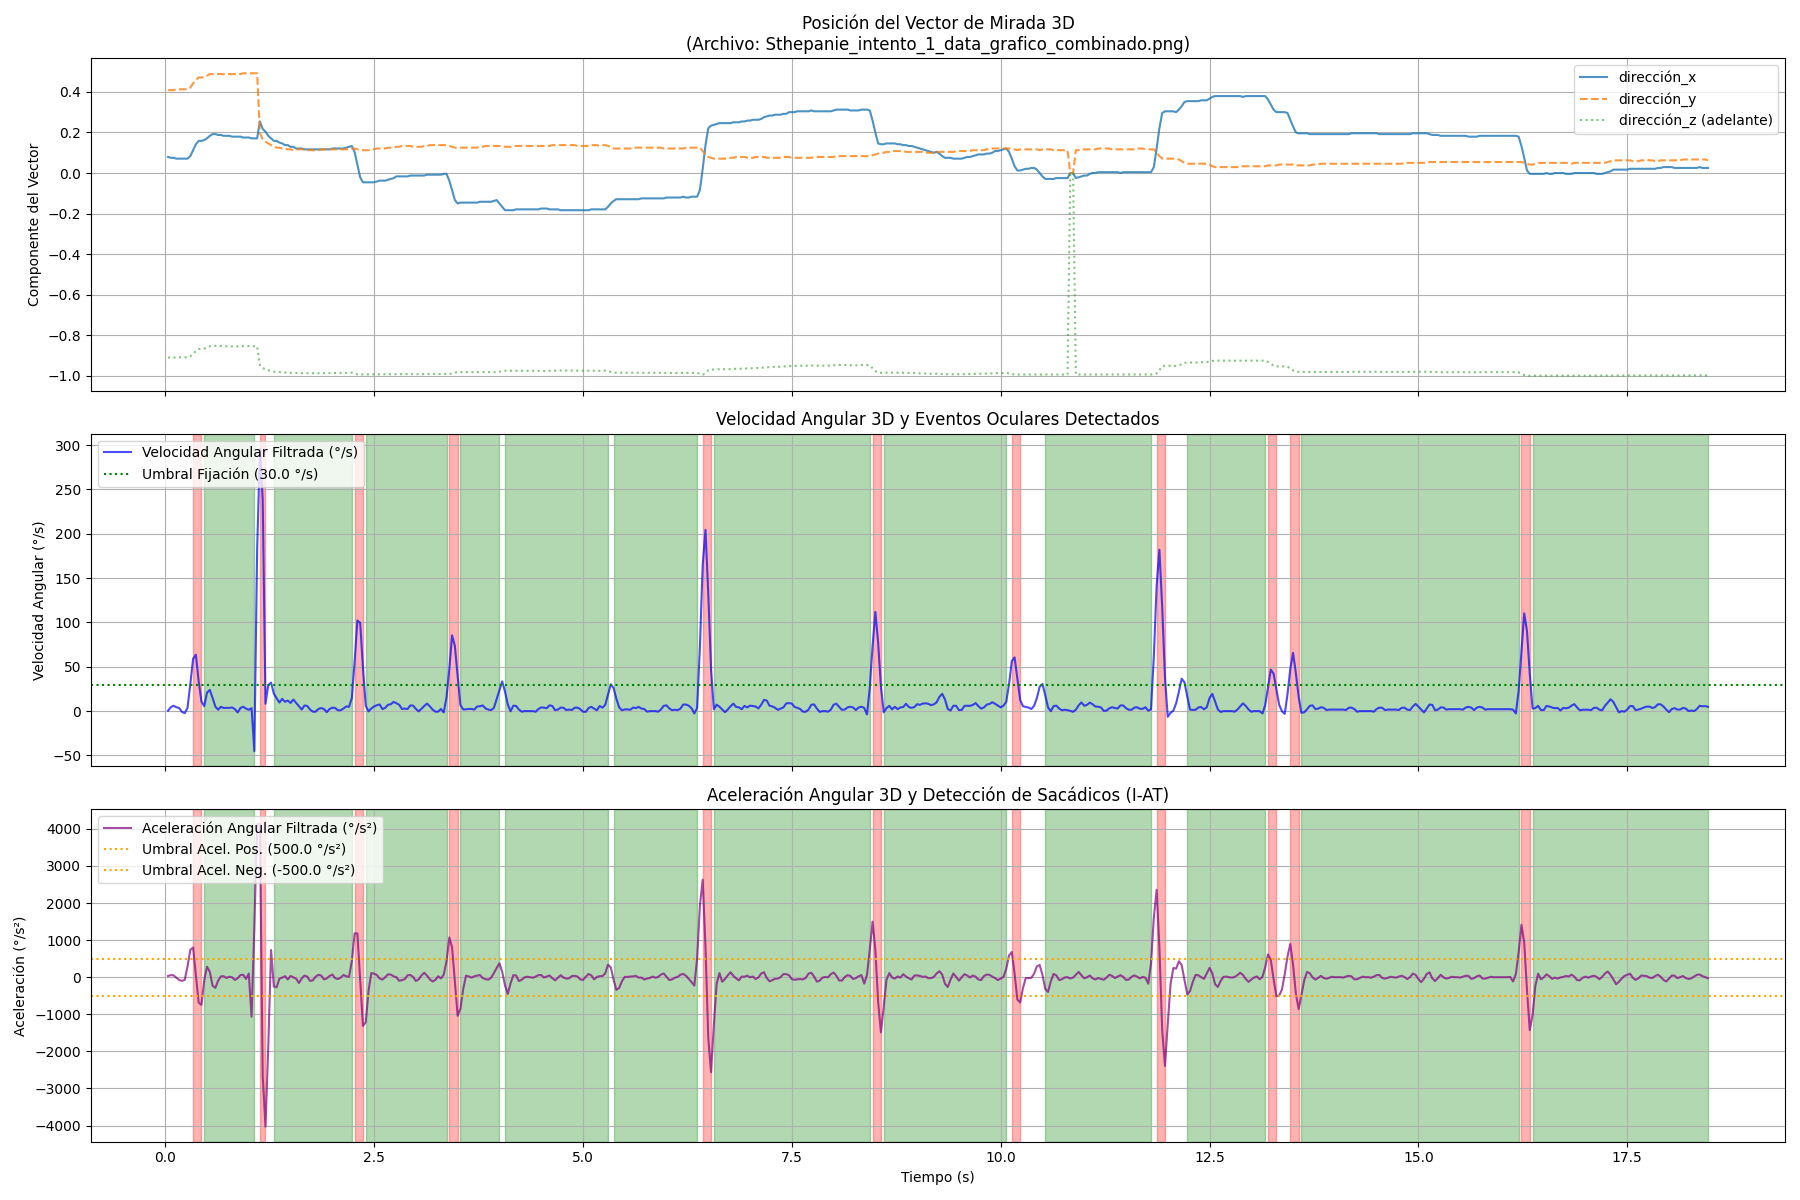 Posición del Vector de Mirada 3D
(Archivo: Sthepanie_intento_1_data_grafico_combinado.png)
Componente del Vector
0.4
0.2
0.0
−0.2
−0.4
−0.6
−0.8
−1.0
dirección_x
dirección_y
dirección_z (adelante)
Velocidad Angular 3D y Eventos Oculares Detectados
Velocidad Angular (°/s)
300
250
200
150
100
50
0
−50
Velocidad Angular Filtrada (°/s)
Umbral Fijación (30.0 °/s)
Aceleración Angular 3D y Detección de Sacádicos (I-AT)
Aceleración (°/s²)
4000
3000
2000
1000
0
−1000
−2000
−3000
−4000
Aceleración Angular Filtrada (°/s²)
Umbral Acel. Pos. (500.0 °/s²)
Umbral Acel. Neg. (-500.0 °/s²)
0.0 2.5 5.0 7.5 10.0 12.5 15.0 17.5
Tiempo (s)